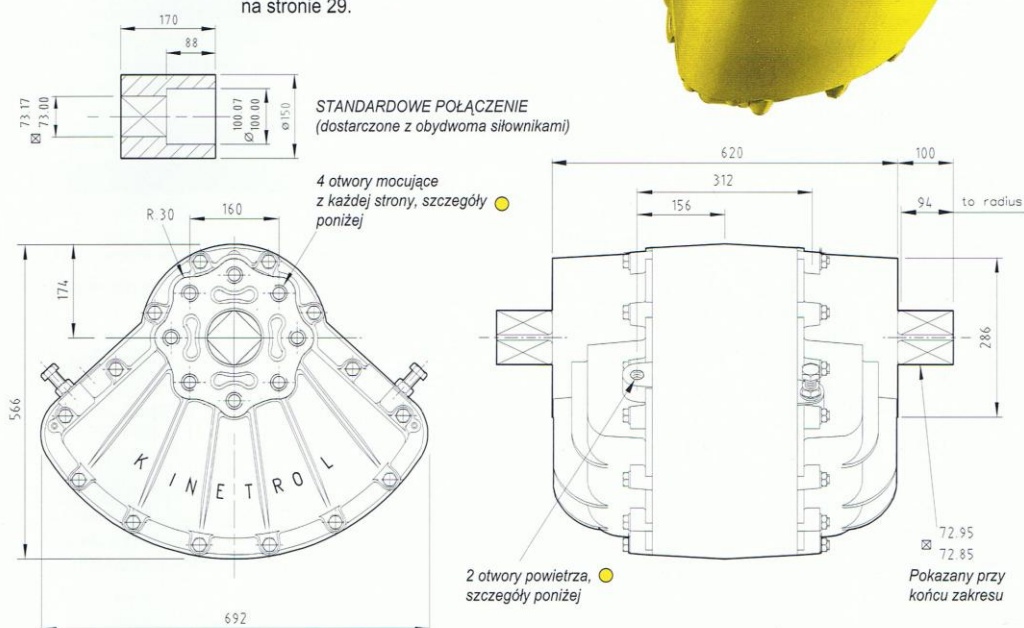 na stronie 29.
170
88
73.17
73.00
100.07
Ø 100.00
ø150
STANDARDOWE POŁĄCZENIE
(dostarczone z obydwoma siłownikami)
4 otwory mocujące
z każdej strony, szczegóły
poniżej
R.30
160
174
566
KINETROL
692
620
100
312
94
to radius
156
286
72.95
72.85
2 otwory powietrza,
szczegóły poniżej
Pokazany przy
końcu zakresu